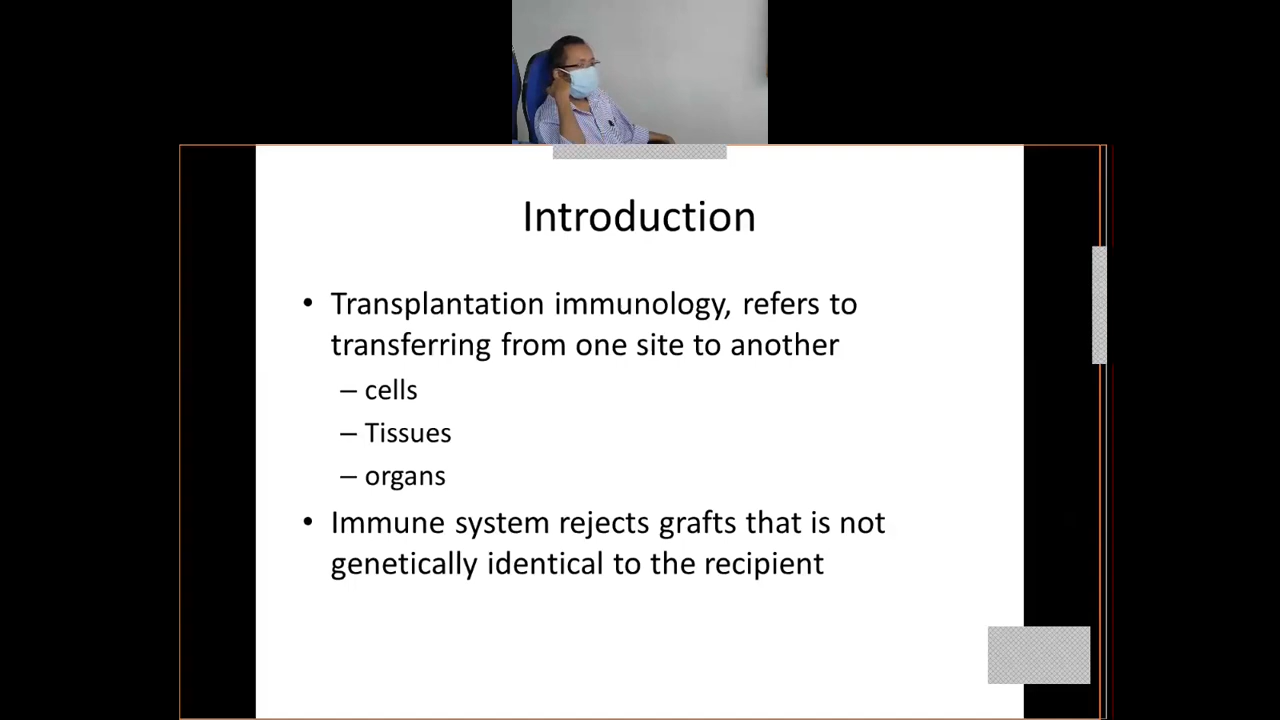 Introduction
• Transplantation immunology, refers to
transferring from one site to another
– cells
– Tissues
– organs
• Immune system rejects grafts that is not
genetically identical to the recipient